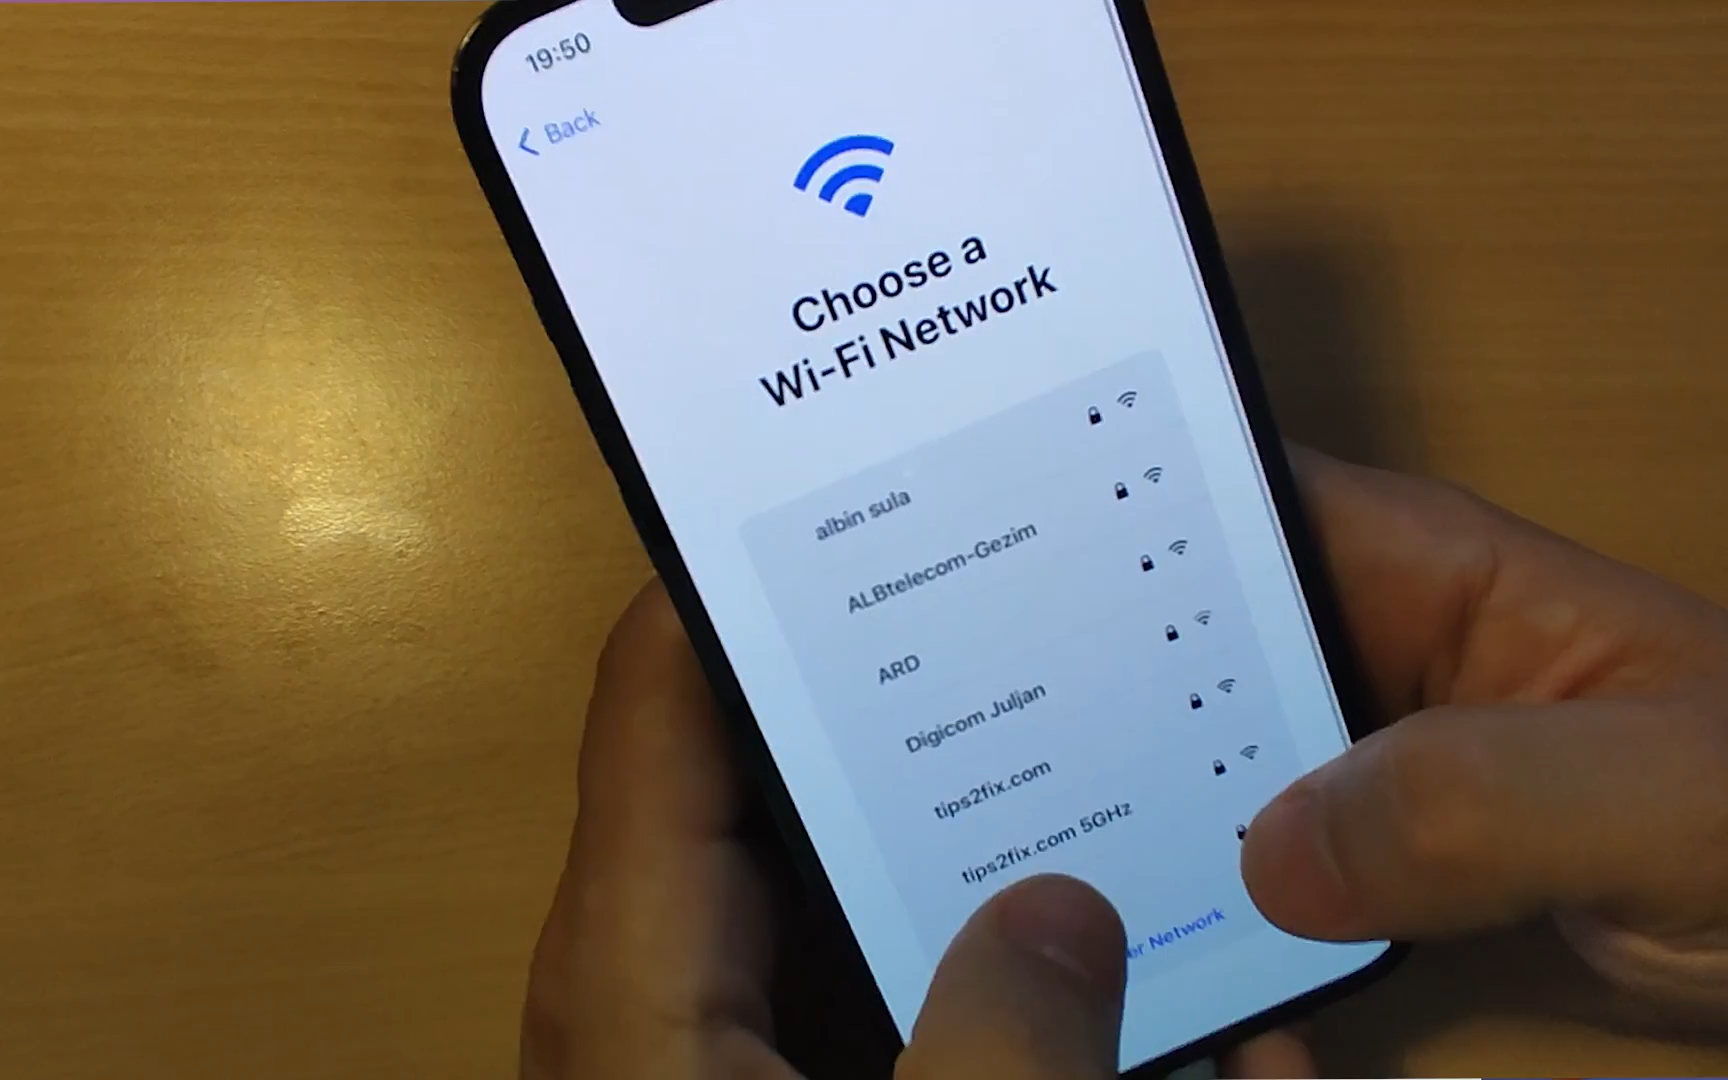 19:50
Back
Choose a
Wi-Fi Network
albin sula
ALBtelecom-Gezim
ARD
Digicom Juljan
tips2fix.com
tips2fix.com 5GHz
Network